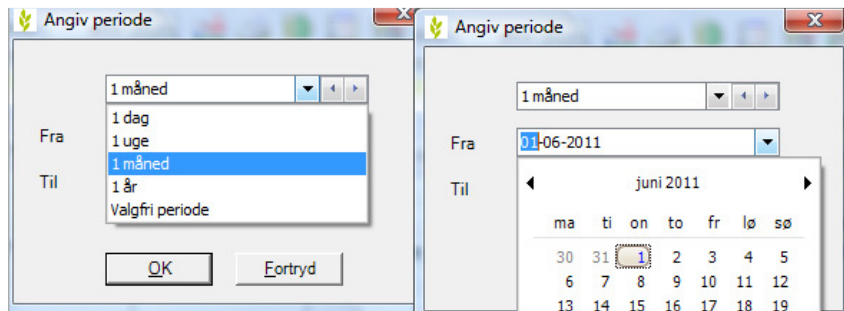 Angiv periode
1 måned
1 dag
1 uge
1 måned
1 år
Valgfri periode
Fra
Til
OK
Fortryd
Angiv periode
1 måned
Fra
01-06-2011
Til
juni 2011
ma ti on to fr lø sø
30 31 1 2 3 4 5
6 7 8 9 10 11 12
13 14 15 16 17 18 19